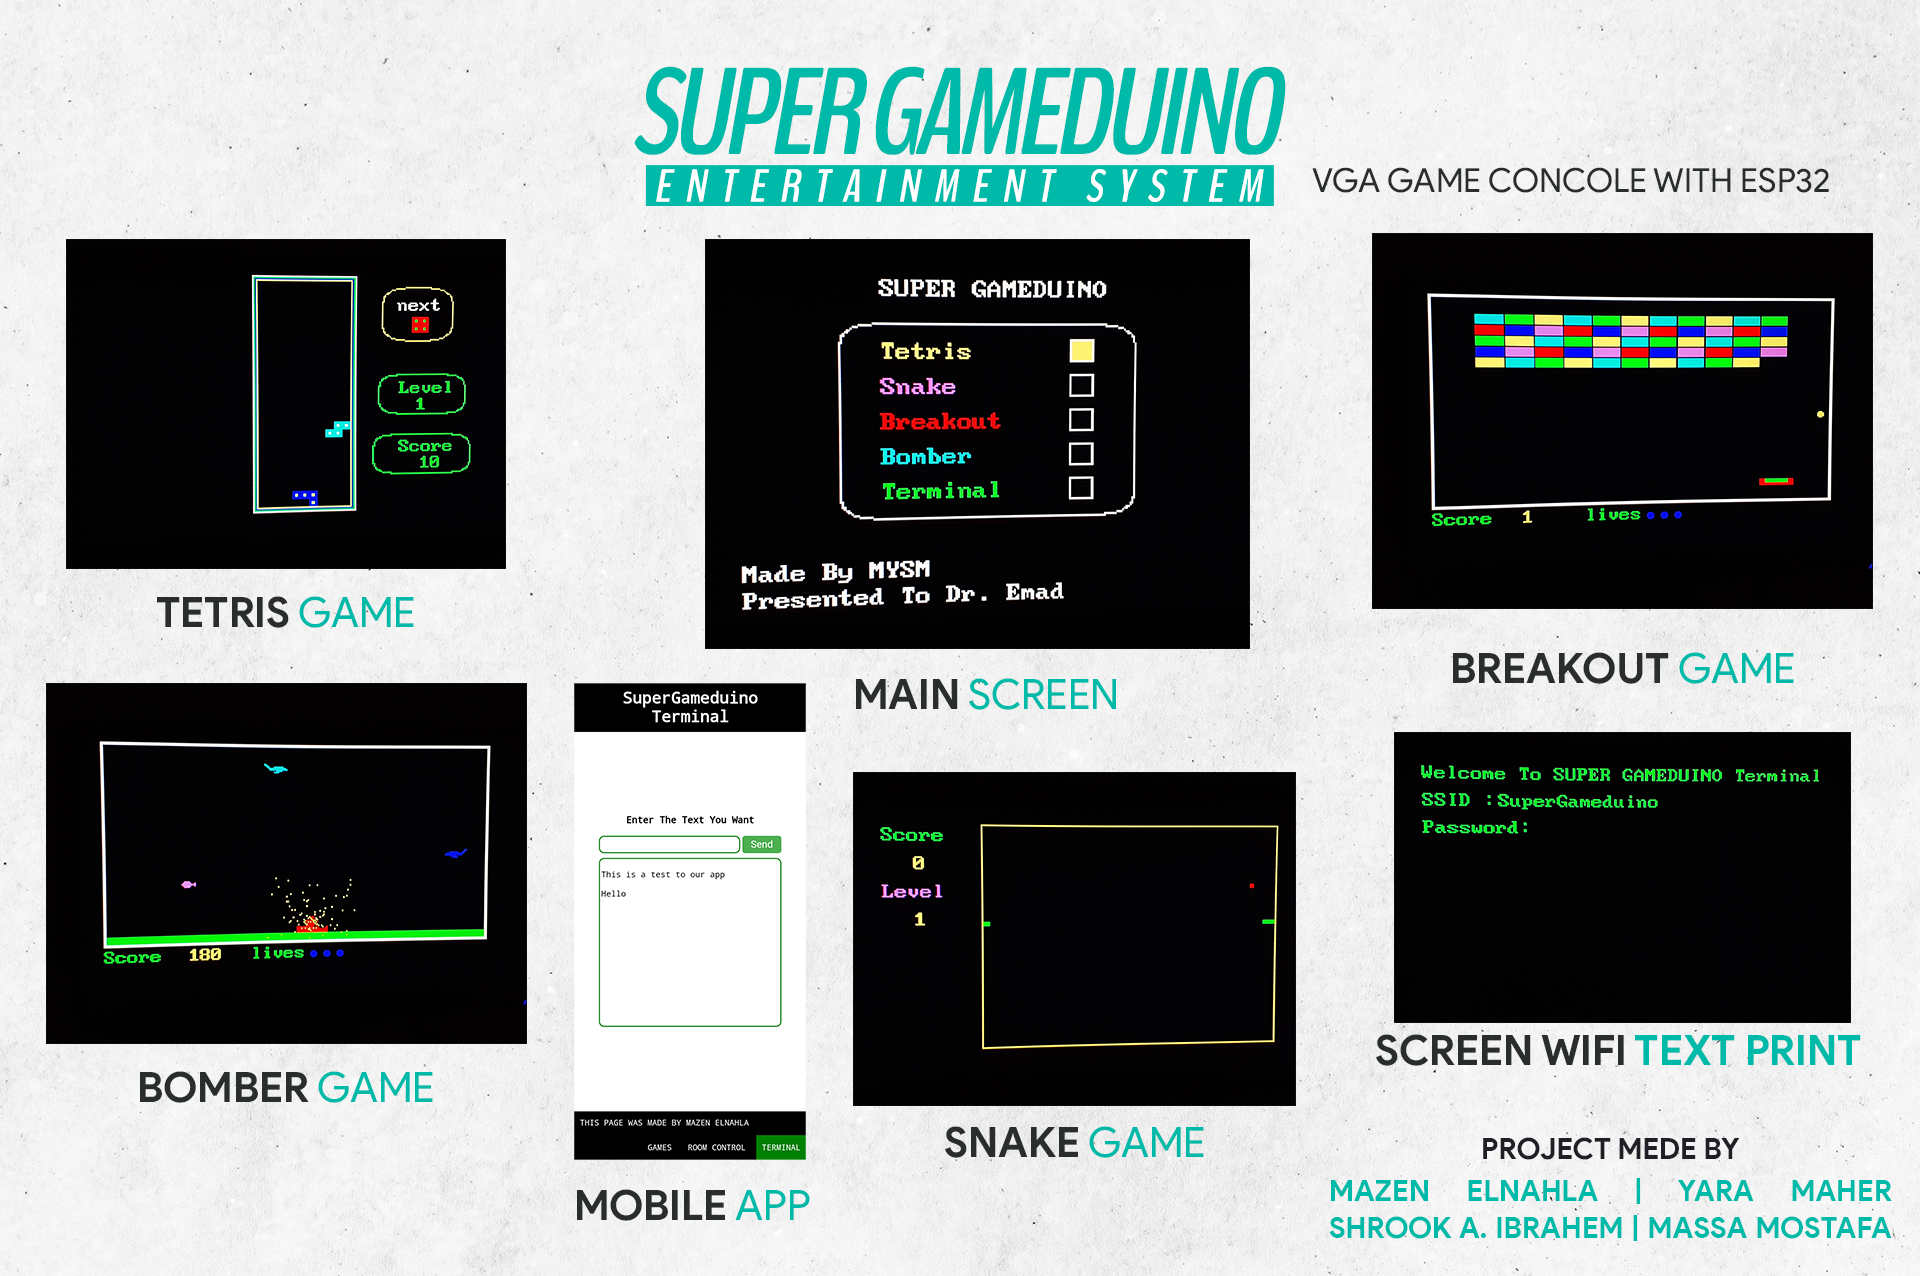 SUPER GAMEDUINO
ENTERTAINMENT SYSTEM
VGA GAME CONCOLE WITH ESP32
next
Level
1
Score
10
TETRIS GAME
SUPER GAMEDUINO
Tetris
Snake
Breakout
Bomber
Terminal
Made By MYSM
Presented To Dr. Emad
MAIN SCREEN
Score 1 lives
BREAKOUT GAME
Score 180 lives
BOMBER GAME
SuperGameduino
Terminal
Enter The Text You Want
Send
This is a test to our app
Hello
THIS PAGE WAS MADE BY MAZEN ELNAHLA
GAMES ROOM CONTROL TERMINAL
MOBILE APP
Score
0
Level
1
SNAKE GAME
Welcome To SUPER GAMEDUINO Terminal
SSID :SuperGameduino
Password:
SCREEN WIFI TEXT PRINT
PROJECT MEDE BY
MAZEN ELNAHLA | YARA MAHER
SHROOK A. IBRAHEM | MASSA MOSTAFA